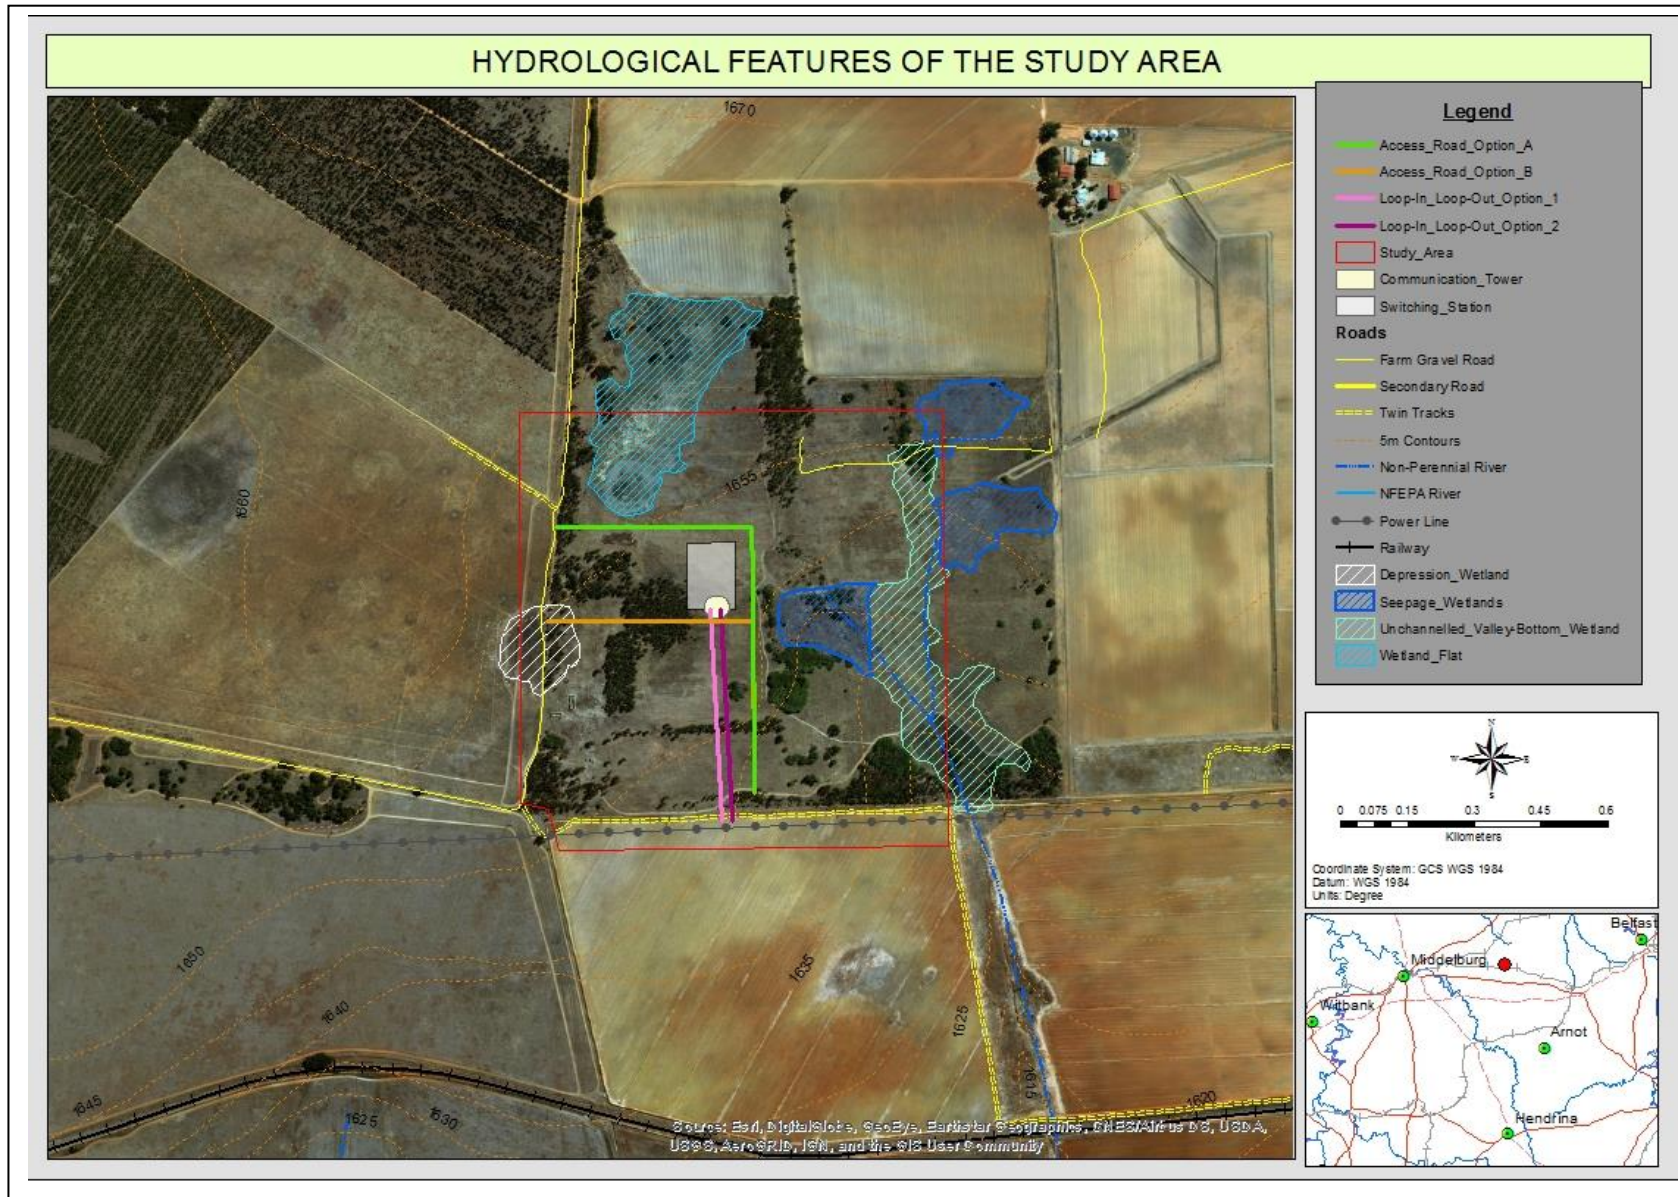 HYDROLOGICAL FEATURES OF THE STUDY AREA
Legend
Access_Road_Option_A
Access_Road_Option_B
Loop-In_Loop-Out_Option_1
Loop-In_Loop-Out_Option_2
Study_Area
Communication_Tower
Switching_Station
Roads
Farm Gravel Road
Secondary Road
Twin Tracks
5m Contours
Non-Perennial River
NFEPA River
Power Line
Railway
Depression_Wetland
Seepage_Wetlands
Unchannelled_Valley-Bottom_Wetland
Wetland_Flat
1670
1655
1660
1650
1640
1635
1645
1625
1630
1625
1615
1620
Source: Esri, DigitalGlobe, GeoEye, Earthstar Geographics, CNES/Airbus DS, USDA,
USGS, AeroGRID, IGN, and the GIS User Community
N
W E
S
0 0.075 0.15 0.3 0.45 0.6
Kilometers
Coordinate System: GCS WGS 1984
Datum: WGS 1984
Units: Degree
Belfast
Middelburg
Witbank
Arnot
Hendrina